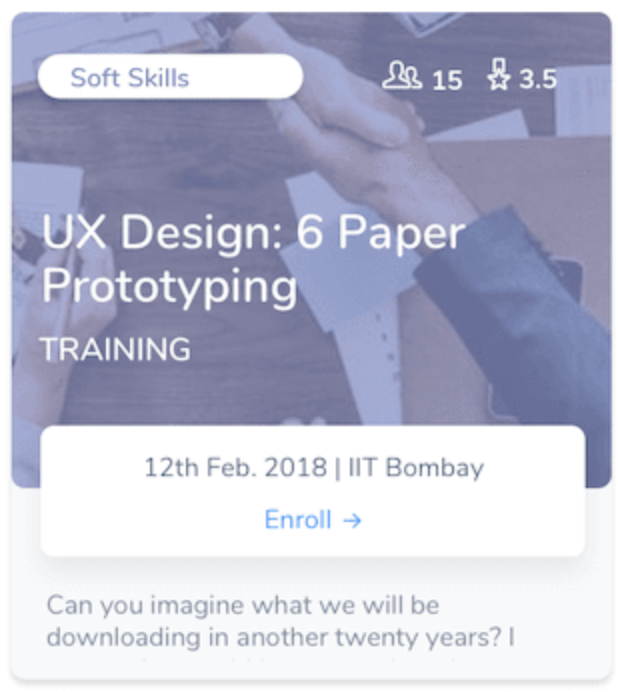 Soft Skills
15
3.5
UX Design: 6 Paper
Prototyping
TRAINING
12th Feb. 2018 | IIT Bombay
Enroll →
Can you imagine what we will be
downloading in another twenty years? I